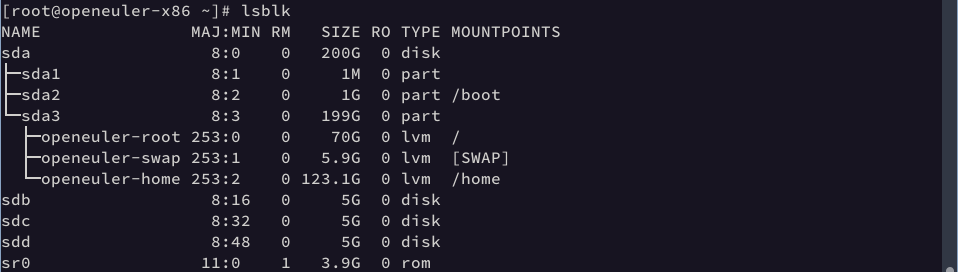 [root@openeuler-x86 ~]# lsblk
NAME               MAJ:MIN RM   SIZE RO TYPE MOUNTPOINTS
sda                  8:0    0   200G  0 disk
├─sda1               8:1    0     1M  0 part
├─sda2               8:2    0     1G  0 part /boot
└─sda3               8:3    0   199G  0 part
  ├─openeuler-root 253:0    0    70G  0 lvm  /
  ├─openeuler-swap 253:1    0   5.9G  0 lvm  [SWAP]
  └─openeuler-home 253:2    0 123.1G  0 lvm  /home
sdb                  8:16   0     5G  0 disk
sdc                  8:32   0     5G  0 disk
sdd                  8:48   0     5G  0 disk
sr0                 11:0    1   3.9G  0 rom